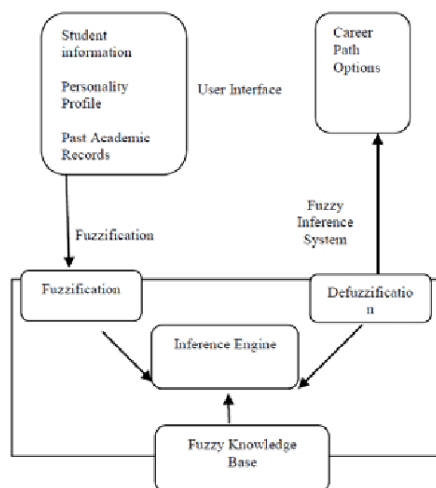 Student
information
Personality
Profile
Past Academic
Records
User Interface
Career
Path
Options
Fuzzification
Fuzzy
Inference
System
Fuzzification
Defuzzificatio
n
Inference Engine
Fuzzy Knowledge
Base